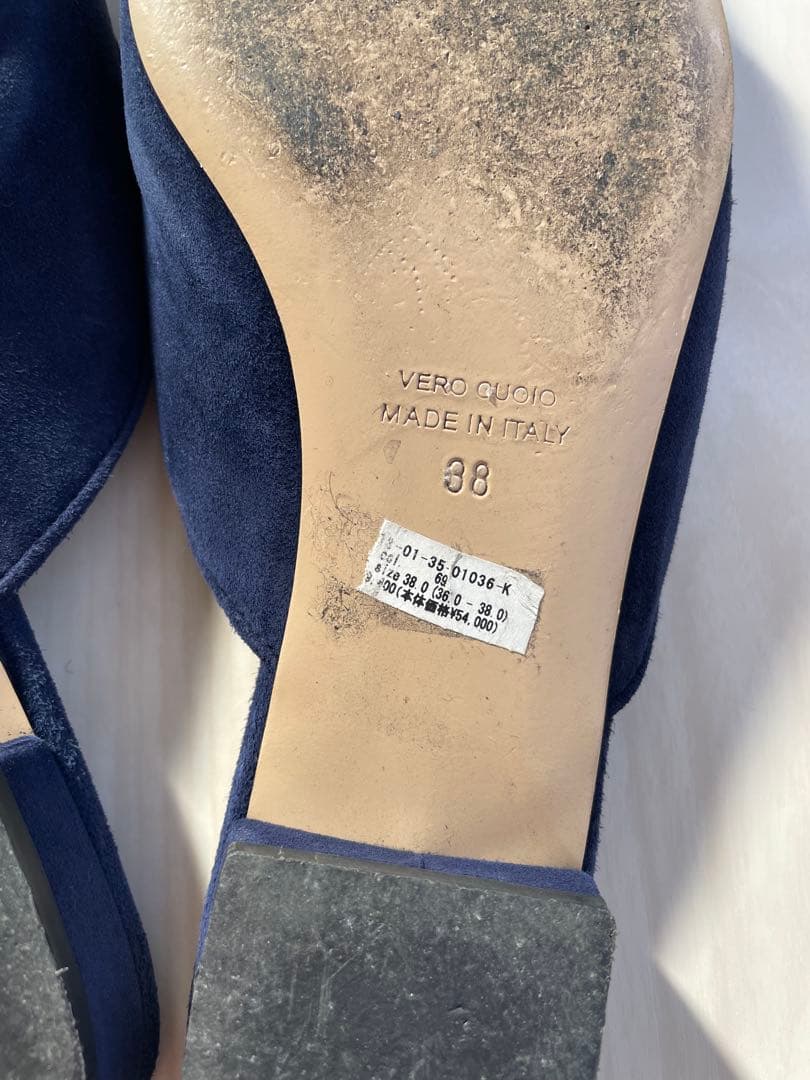 VERO CUOIO
MADE IN ITALY
38
-01-35-01036-K
col. 69
size 38.0 (36.0 - 38.0)
(本体価格¥54,000)